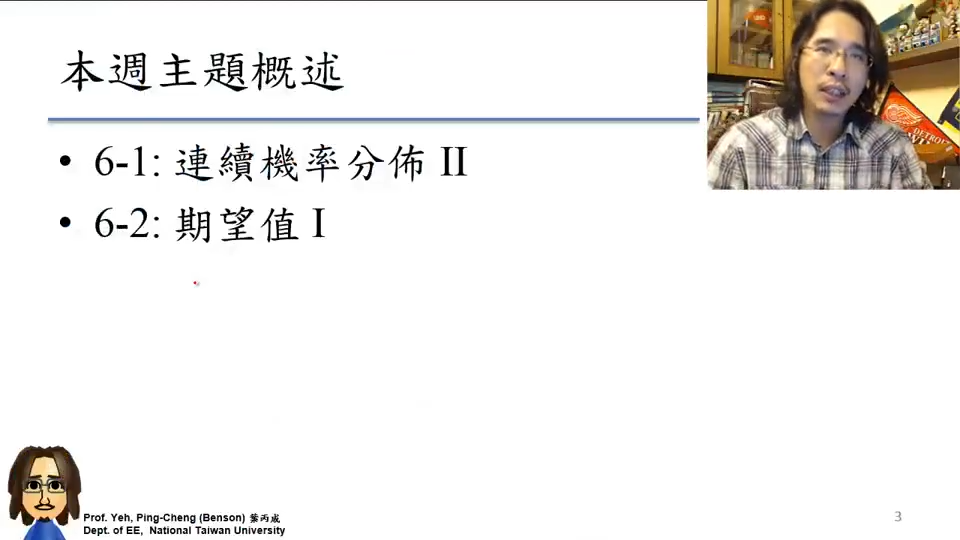 本週主題概述
• 6-1: 連續機率分佈 II
• 6-2: 期望值 I
DETROIT
Prof. Yeh, Ping-Cheng (Benson) 葉丙成
Dept. of EE, National Taiwan University
3